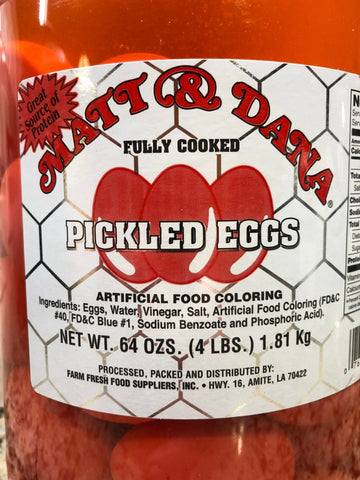 Great
Source of
Protein
MATT & DANA®
FULLY COOKED
PICKLED EGGS
ARTIFICIAL FOOD COLORING
Ingredients: Eggs, Water, Vinegar, Salt, Artificial Food Coloring (FD&C
#40, FD&C Blue #1, Sodium Benzoate and Phosphoric Acid).
NET WT. 64 OZS. (4 LBS.) 1.81 Kg
PROCESSED, PACKED AND DISTRIBUTED BY:
FARM FRESH FOOD SUPPLIERS, INC. • HWY. 16, AMITE, LA 70422